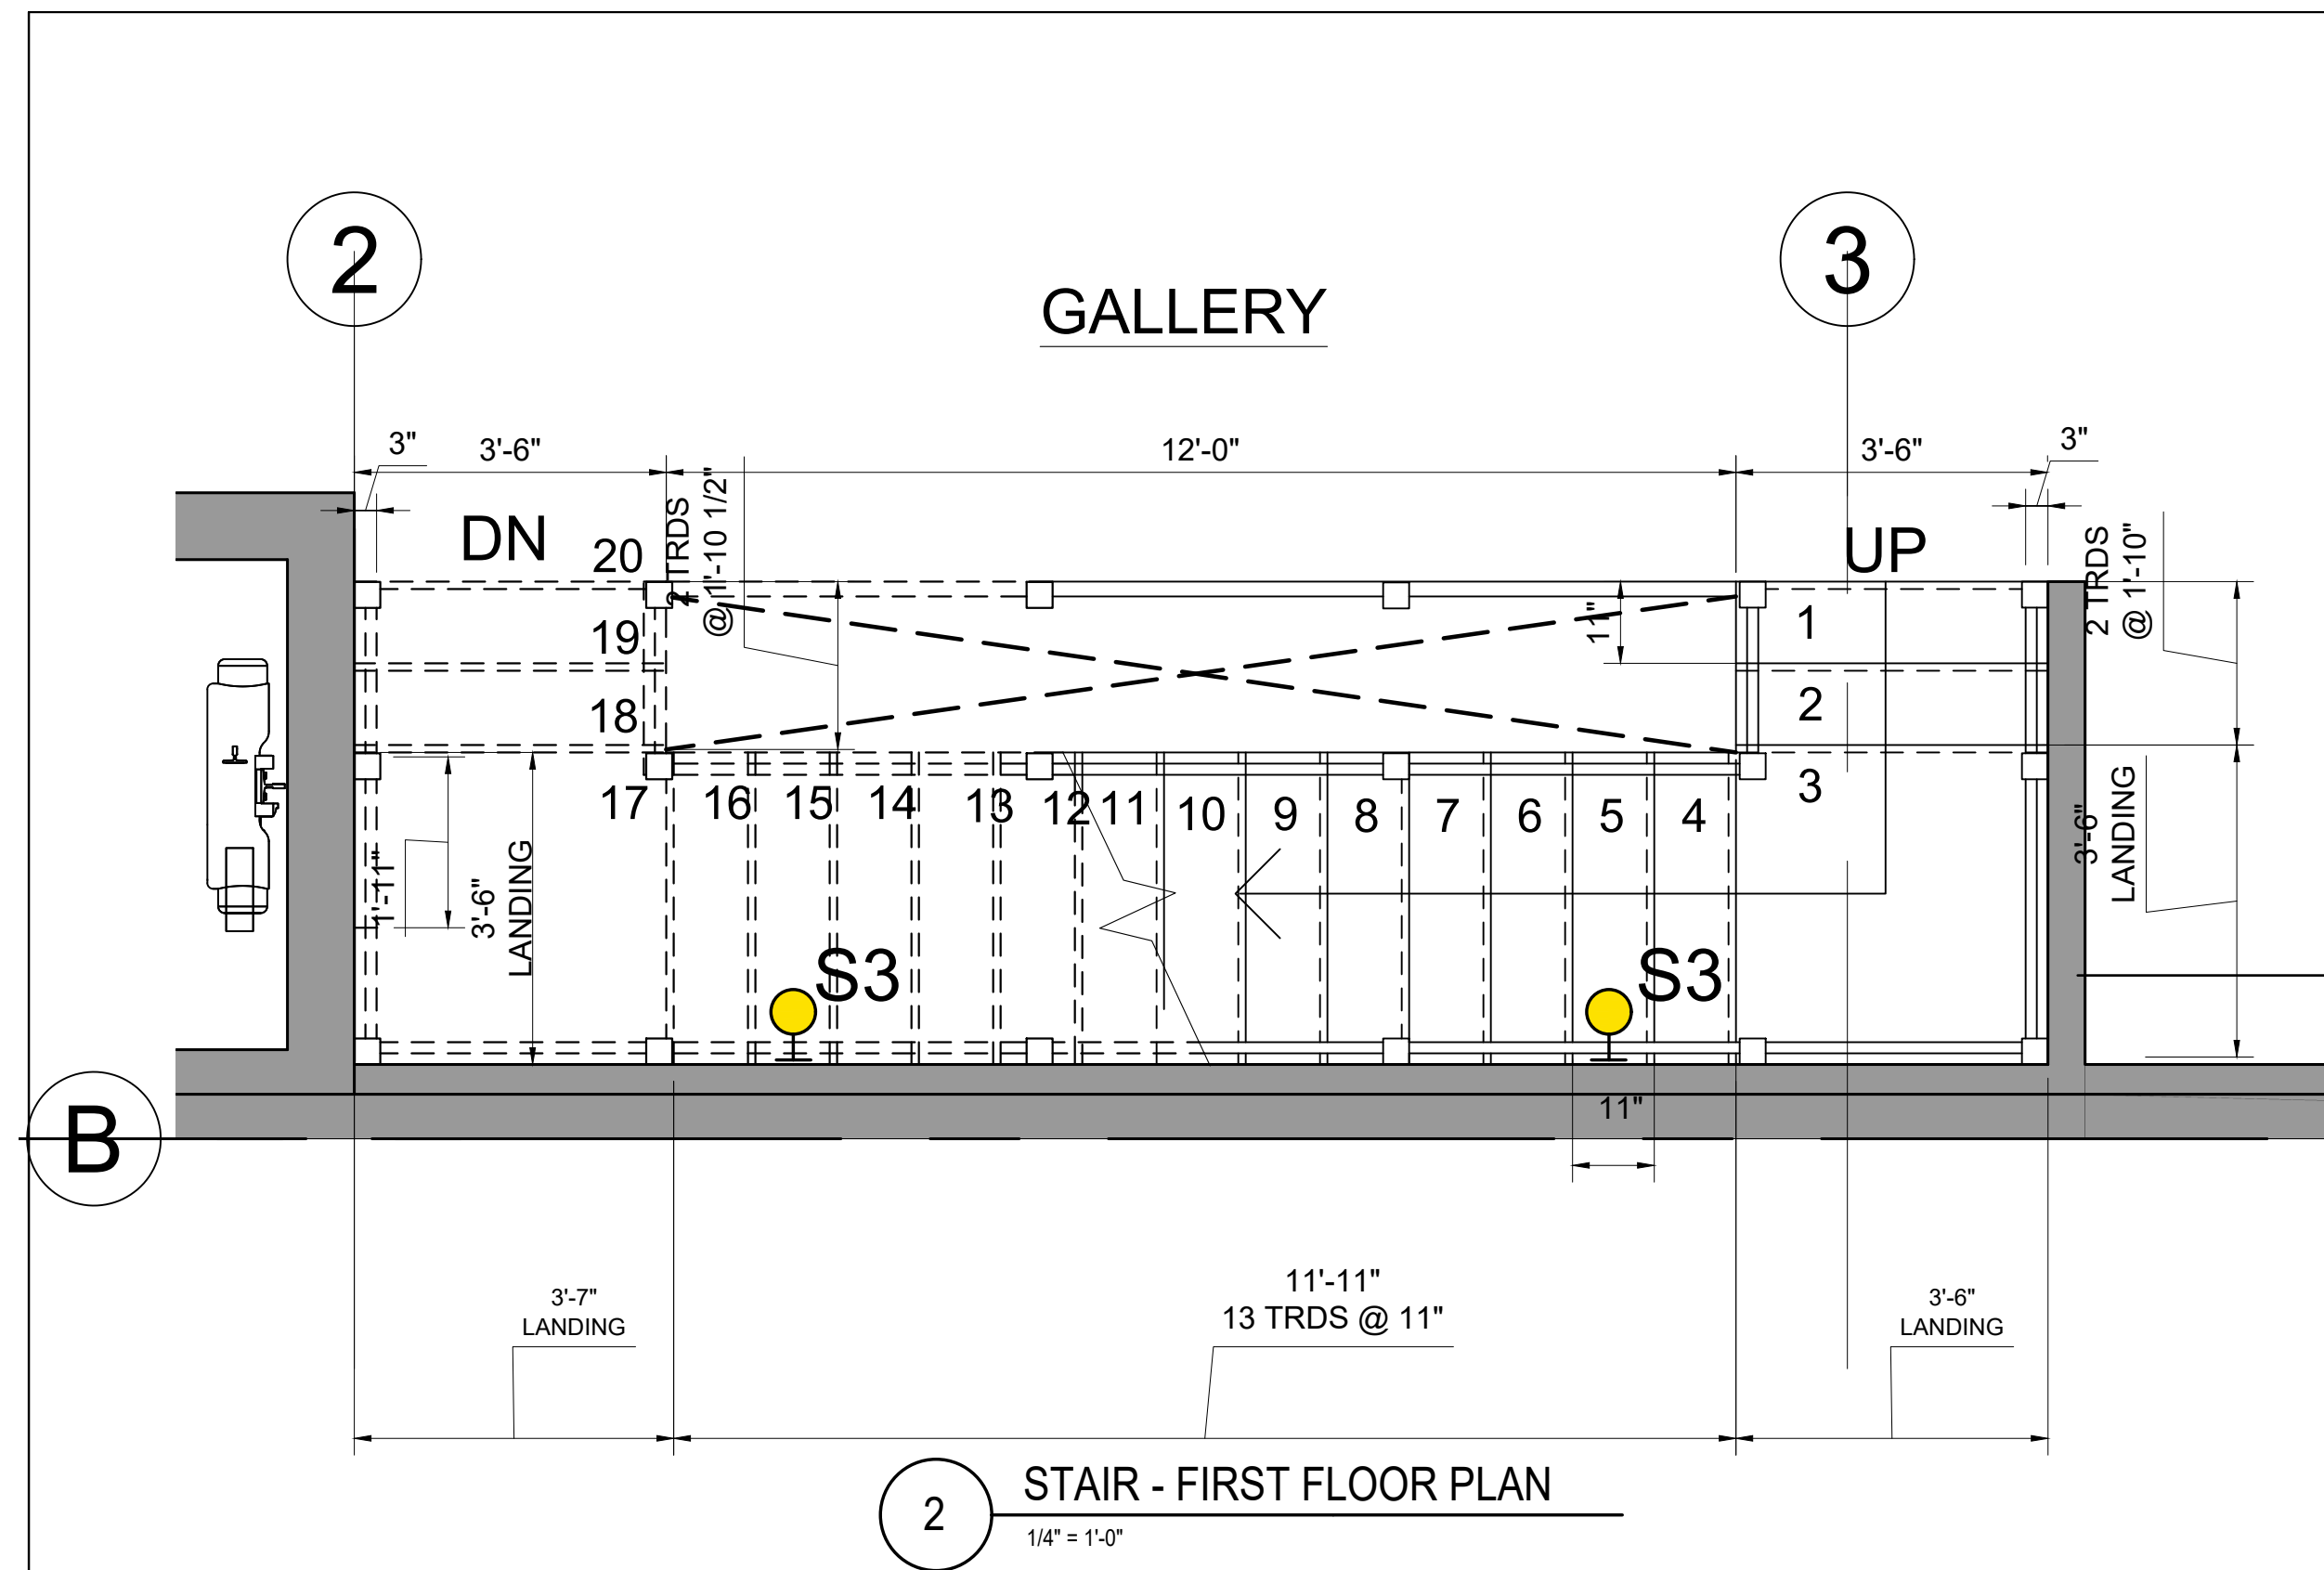 2
3
GALLERY
3"
3'-6"
12'-0"
3'-6"
3"
DN
UP
2 TRDS
@ 1'-10 1/2"
2 TRDS
@ 1'-10"
20
19
18
11"
1
2
3
17
16
15
14
13
12
11
10
9
8
7
6
5
4
1'-11"
3'-6"
LANDING
3'-6"
LANDING
S3
S3
B
11"
3'-7"
LANDING
11'-11"
13 TRDS @ 11"
3'-6"
LANDING
2
STAIR - FIRST FLOOR PLAN
1/4" = 1'-0"